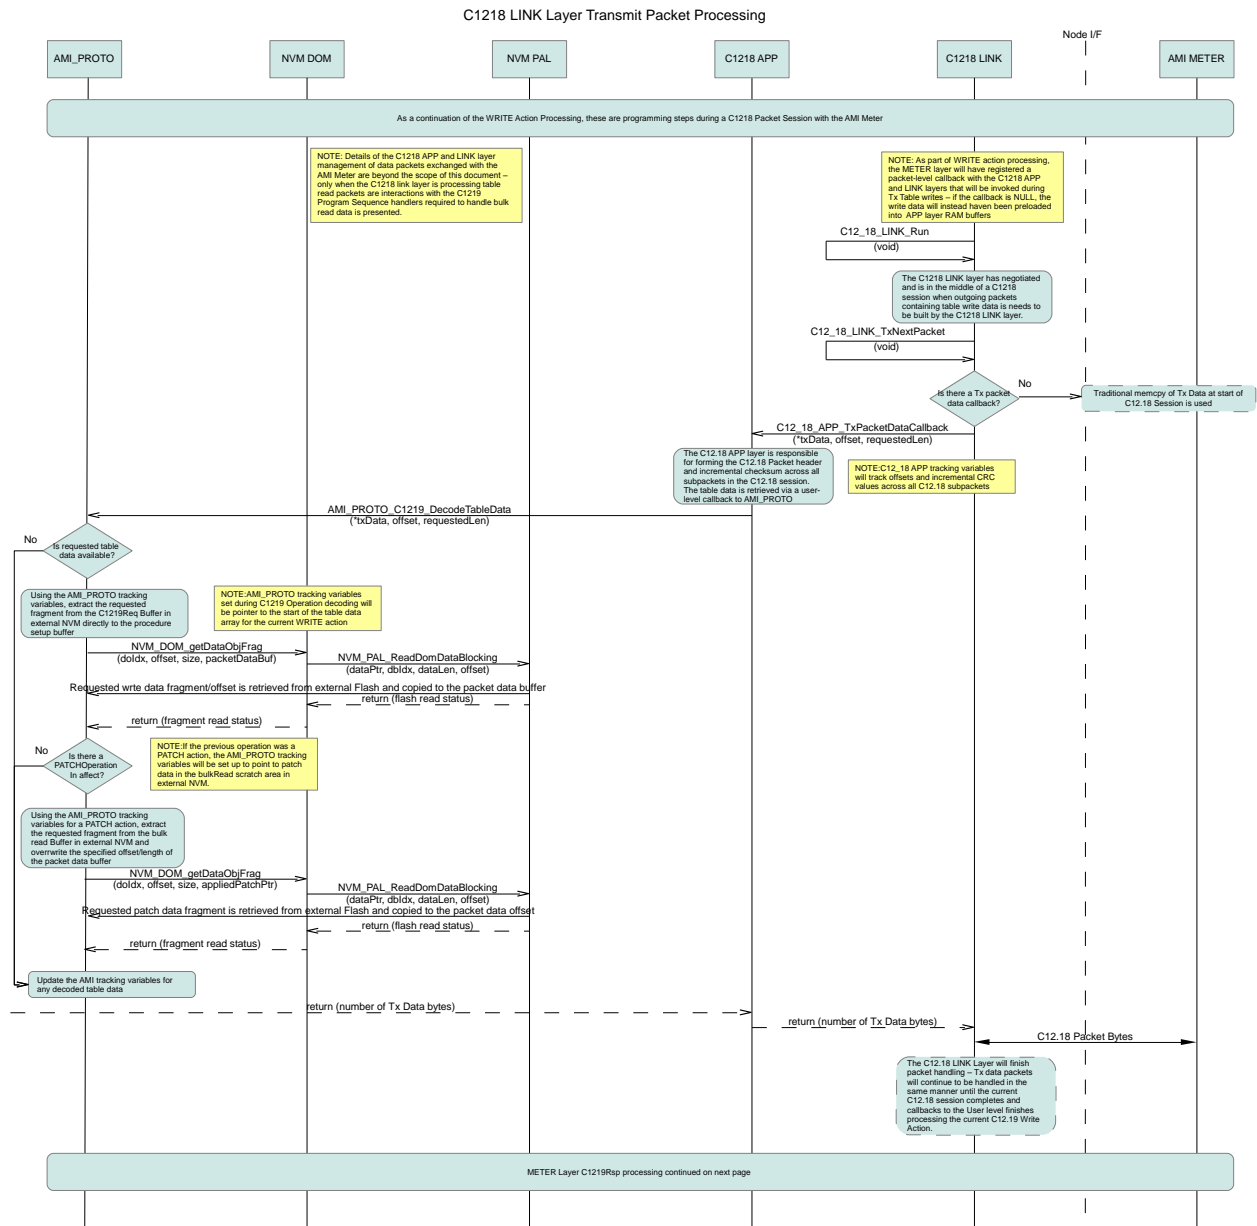 C1218 LINK Layer Transmit Packet Processing
Node I/F
AMI_PROTO
NVM DOM
NVM PAL
C1218 APP
C1218 LINK
AMI METER
As a continuation of the WRITE Action Processing, these are programming steps during a C1218 Packet Session with the AMI Meter
NOTE: Details of the C1218 APP and LINK layer
management of data packets exchanged with the
AMI Meter are beyond the scope of this document –
only when the C1218 link layer is processing table
read packets are interactions with the C1219
Program Sequence handlers required to handle bulk
read data is presented.
NOTE: As part of WRITE action processing,
the METER layer will have registered a
packet-level callback with the C1218 APP
and LINK layers that will be invoked during
Tx Table writes – if the callback is NULL, the
write data will instead haven been preloaded
into  APP layer RAM buffers
C12_18_LINK_Run
(void)
The C1218 LINK layer has negotiated
and is in the middle of a C1218
session when outgoing packets
containing table write data is needs to
be built by the C1218 LINK layer.
C12_18_LINK_TxNextPacket
(void)
Is there a Tx packet
data callback?
No
Traditional memcpy of Tx Data at start of
C12.18 Session is used
C12_18_APP_TxPacketDataCallback
(*txData, offset, requestedLen)
The C12.18 APP layer is responsible
for forming the C12.18 Packet header
and incremental checksum across all
subpackets in the C12.18 session.
The table data is retrieved via a user-
level callback to AMI_PROTO
NOTE:C12_18 APP tracking variables
will track offsets and incremental CRC
values across all C12.18 subpackets
AMI_PROTO_C1219_DecodeTableData
(*txData, offset, requestedLen)
No
Is requested table
data available?
Using the AMI_PROTO tracking
variables, extract the requested
fragment from the C1219Req Buffer in
external NVM directly to the procedure
setup buffer
NOTE:AMI_PROTO tracking variables
set during C1219 Operation decoding will
be pointer to the start of the table data
array for the current WRITE action
NVM_DOM_getDataObjFrag
(doIdx, offset, size, packetDataBuf)
NVM_PAL_ReadDomDataBlocking
(dataPtr, dbIdx, dataLen, offset)
Requested wrte data fragment/offset is retrieved from external Flash and copied to the packet data buffer
return (flash read status)
return (fragment read status)
No
Is there a
PATCHOperation
In affect?
NOTE:If the previous operation was a
PATCH action, the AMI_PROTO tracking
variables will be set up to point to patch
data in the bulkRead scratch area in
external NVM.
Using the AMI_PROTO tracking
variables for a PATCH action, extract
the requested fragment from the bulk
read Buffer in external NVM and
overrwrite the specified offset/length of
the packet data buffer
NVM_DOM_getDataObjFrag
(doIdx, offset, size, appliedPatchPtr)
NVM_PAL_ReadDomDataBlocking
(dataPtr, dbIdx, dataLen, offset)
Requested patch data fragment is retrieved from external Flash and copied to the packet data offset
return (flash read status)
return (fragment read status)
Update the AMI tracking variables for
any decoded table data
return (number of Tx Data bytes)
return (number of Tx Data bytes)
C12.18 Packet Bytes
The C12.18 LINK Layer will finish
packet handling – Tx data packets
will continue to be handled in the
same manner until the current
C12.18 session completes and
callbacks to the User level finishes
processing the current C12.19 Write
Action.
METER Layer C1219Rsp processing continued on next page